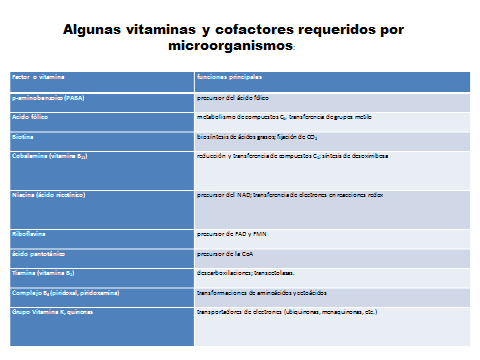 Algunas vitaminas y cofactores requeridos por
microorganismos:
Factor o vitamina funciones principales
p-aminobenzoico (PABA) precursor del ácido fólico
Acido fólico metabolismo de compuestos C₁, transferencia de grupos metilo
Biotina biosíntesis de ácidos grasos; fijación de CO₂
Cobalamina (vitamina B₁₂) reducción y transferencia de compuestos C₁; síntesis de desoxirribosa
Niacina (ácido nicotínico) precursor del NAD; transferencia de electrones en reacciones redox
Riboflavina precursor de FAD y FMN
ácido pantoténico precursor de la CoA
Tiamina (vitamina B₁) descarboxilaciones; transcetolasas.
Complejo B₆ (piridoxal, piridoxamina) transformaciones de aminoácidos y cetoácidos
Grupo Vitamina K, quinonas transportadores de electrones (ubiquinonas, menaquinonas, etc.)